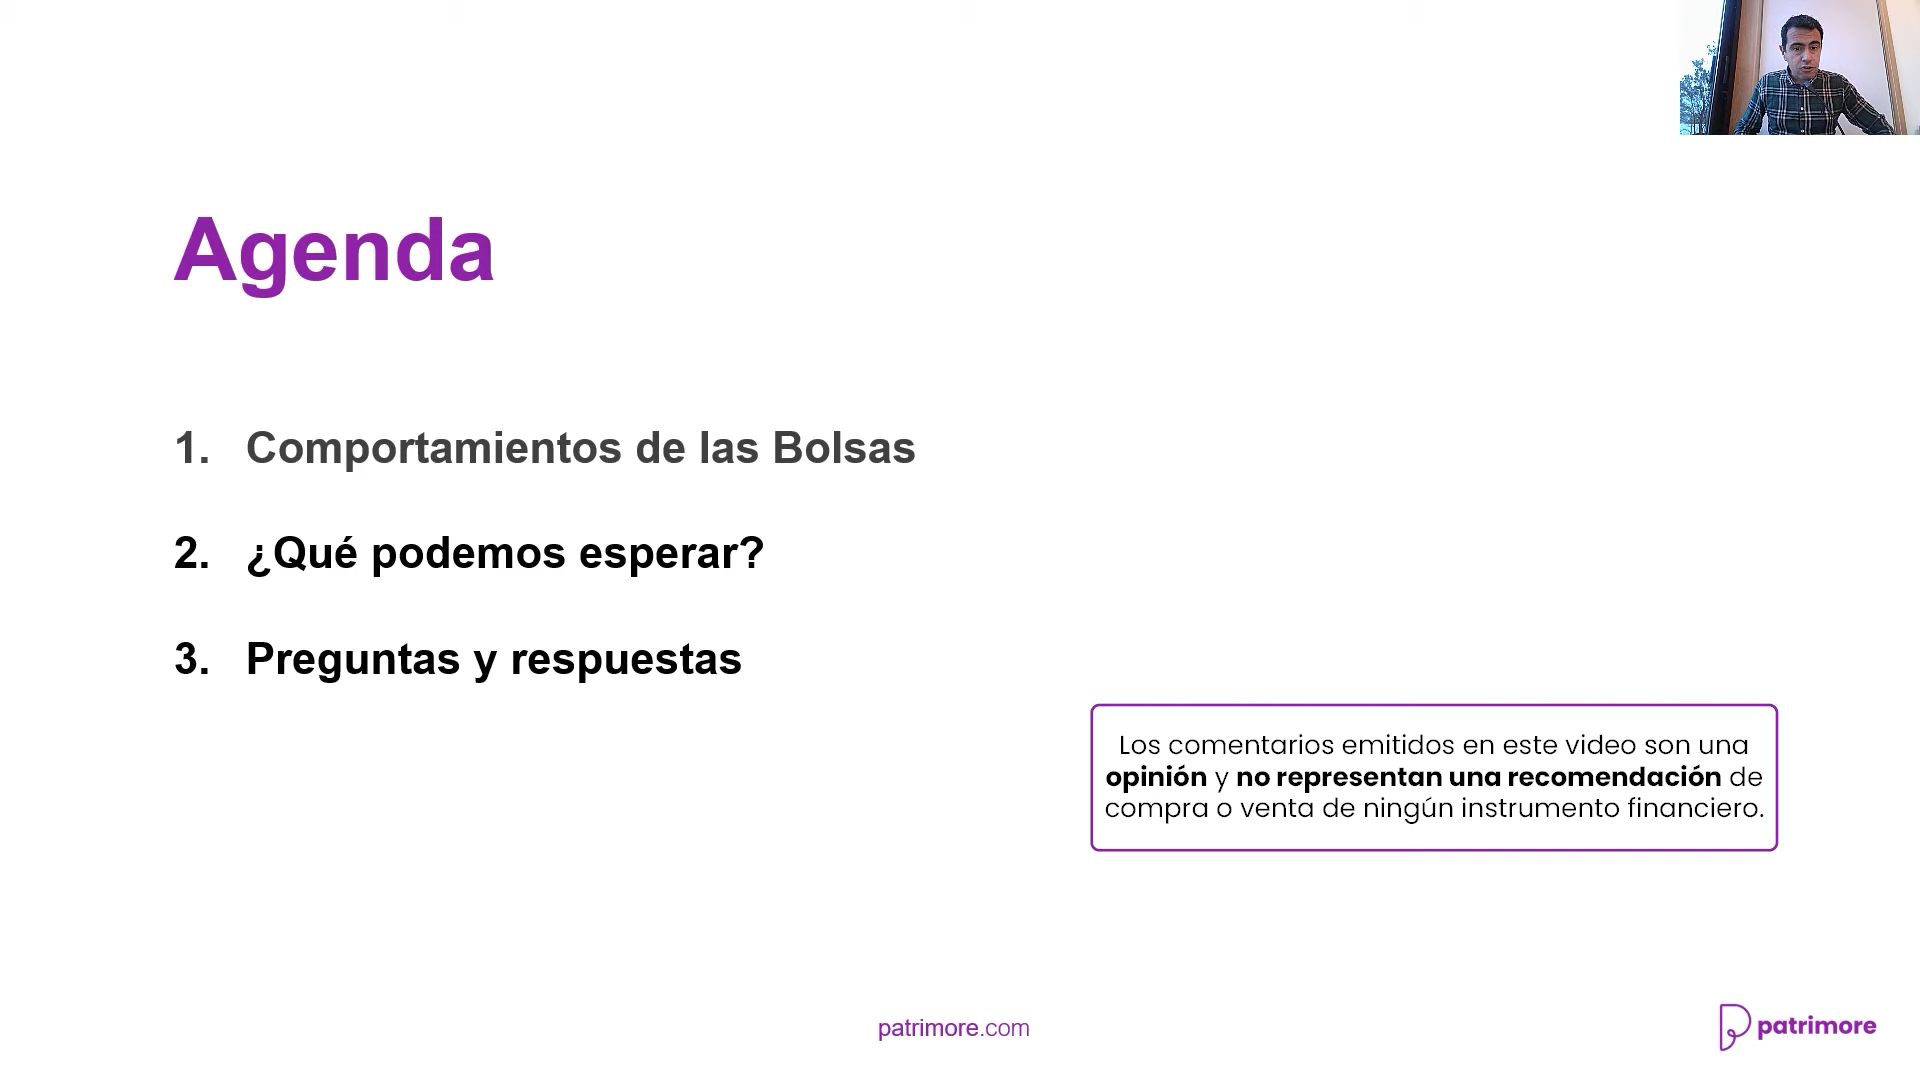 Agenda
1. Comportamientos de las Bolsas
2. ¿Qué podemos esperar?
3. Preguntas y respuestas
Los comentarios emitidos en este video son una
opinión y no representan una recomendación de
compra o venta de ningún instrumento financiero.
patrimore.com
patrimore